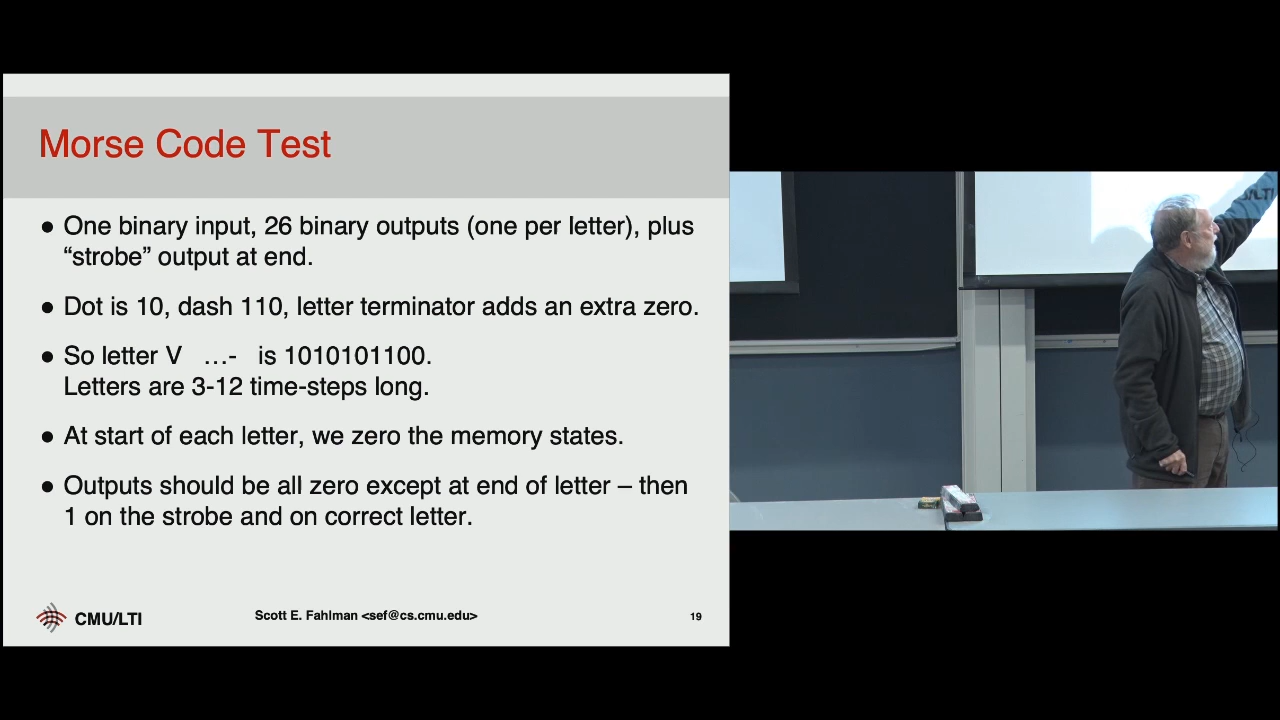 Morse Code Test
● One binary input, 26 binary outputs (one per letter), plus
“strobe” output at end.
● Dot is 10, dash 110, letter terminator adds an extra zero.
● So letter V ...- is 1010101100.
Letters are 3-12 time-steps long.
● At start of each letter, we zero the memory states.
● Outputs should be all zero except at end of letter – then
1 on the strobe and on correct letter.
CMU/LTI
Scott E. Fahlman <sef@cs.cmu.edu>
19